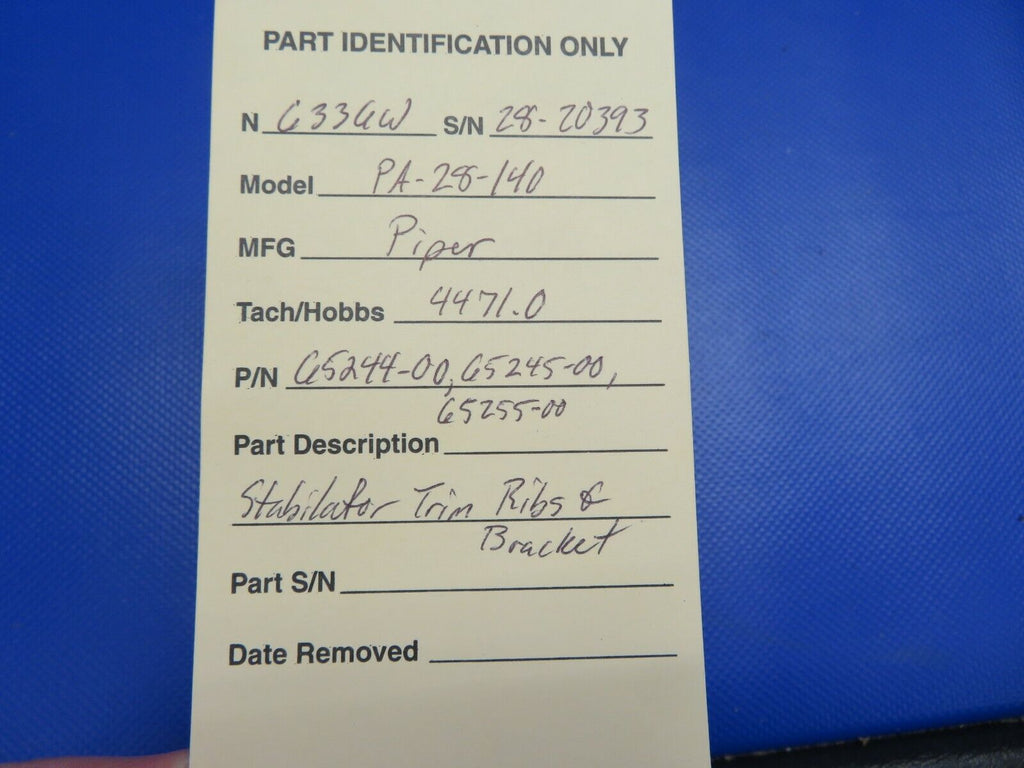 PART IDENTIFICATION ONLY
N 6336W S/N 28-20393
Model PA-28-140
MFG Piper
Tach/Hobbs 4471.0
P/N 65244-00, 65245-00,
65255-00
Part Description
Stabilator Trim Ribs &
Bracket
Part S/N
Date Removed